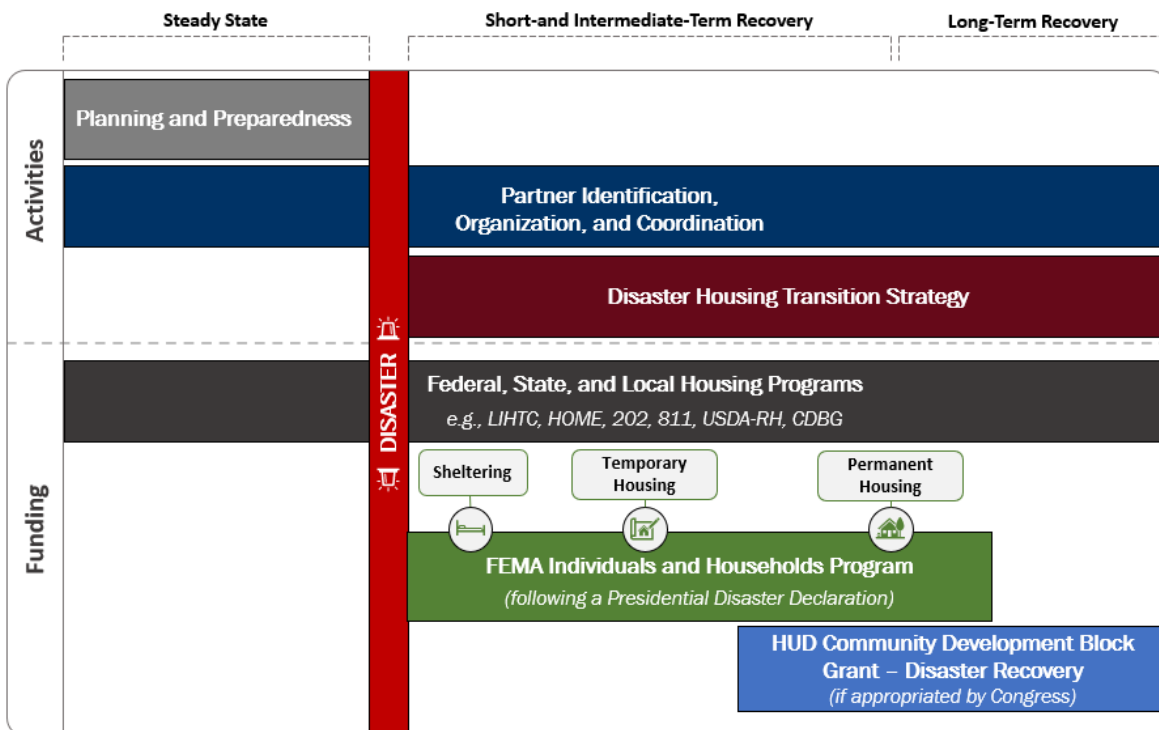 Steady State
Short-and Intermediate-Term Recovery
Long-Term Recovery
Activities
Planning and Preparedness
Partner Identification,
Organization, and Coordination
Disaster Housing Transition Strategy
DISASTER
Funding
Federal, State, and Local Housing Programs
e.g., LIHTC, HOME, 202, 811, USDA-RH, CDBG
Sheltering
Temporary
Housing
Permanent
Housing
FEMA Individuals and Households Program
(following a Presidential Disaster Declaration)
HUD Community Development Block
Grant – Disaster Recovery
(if appropriated by Congress)